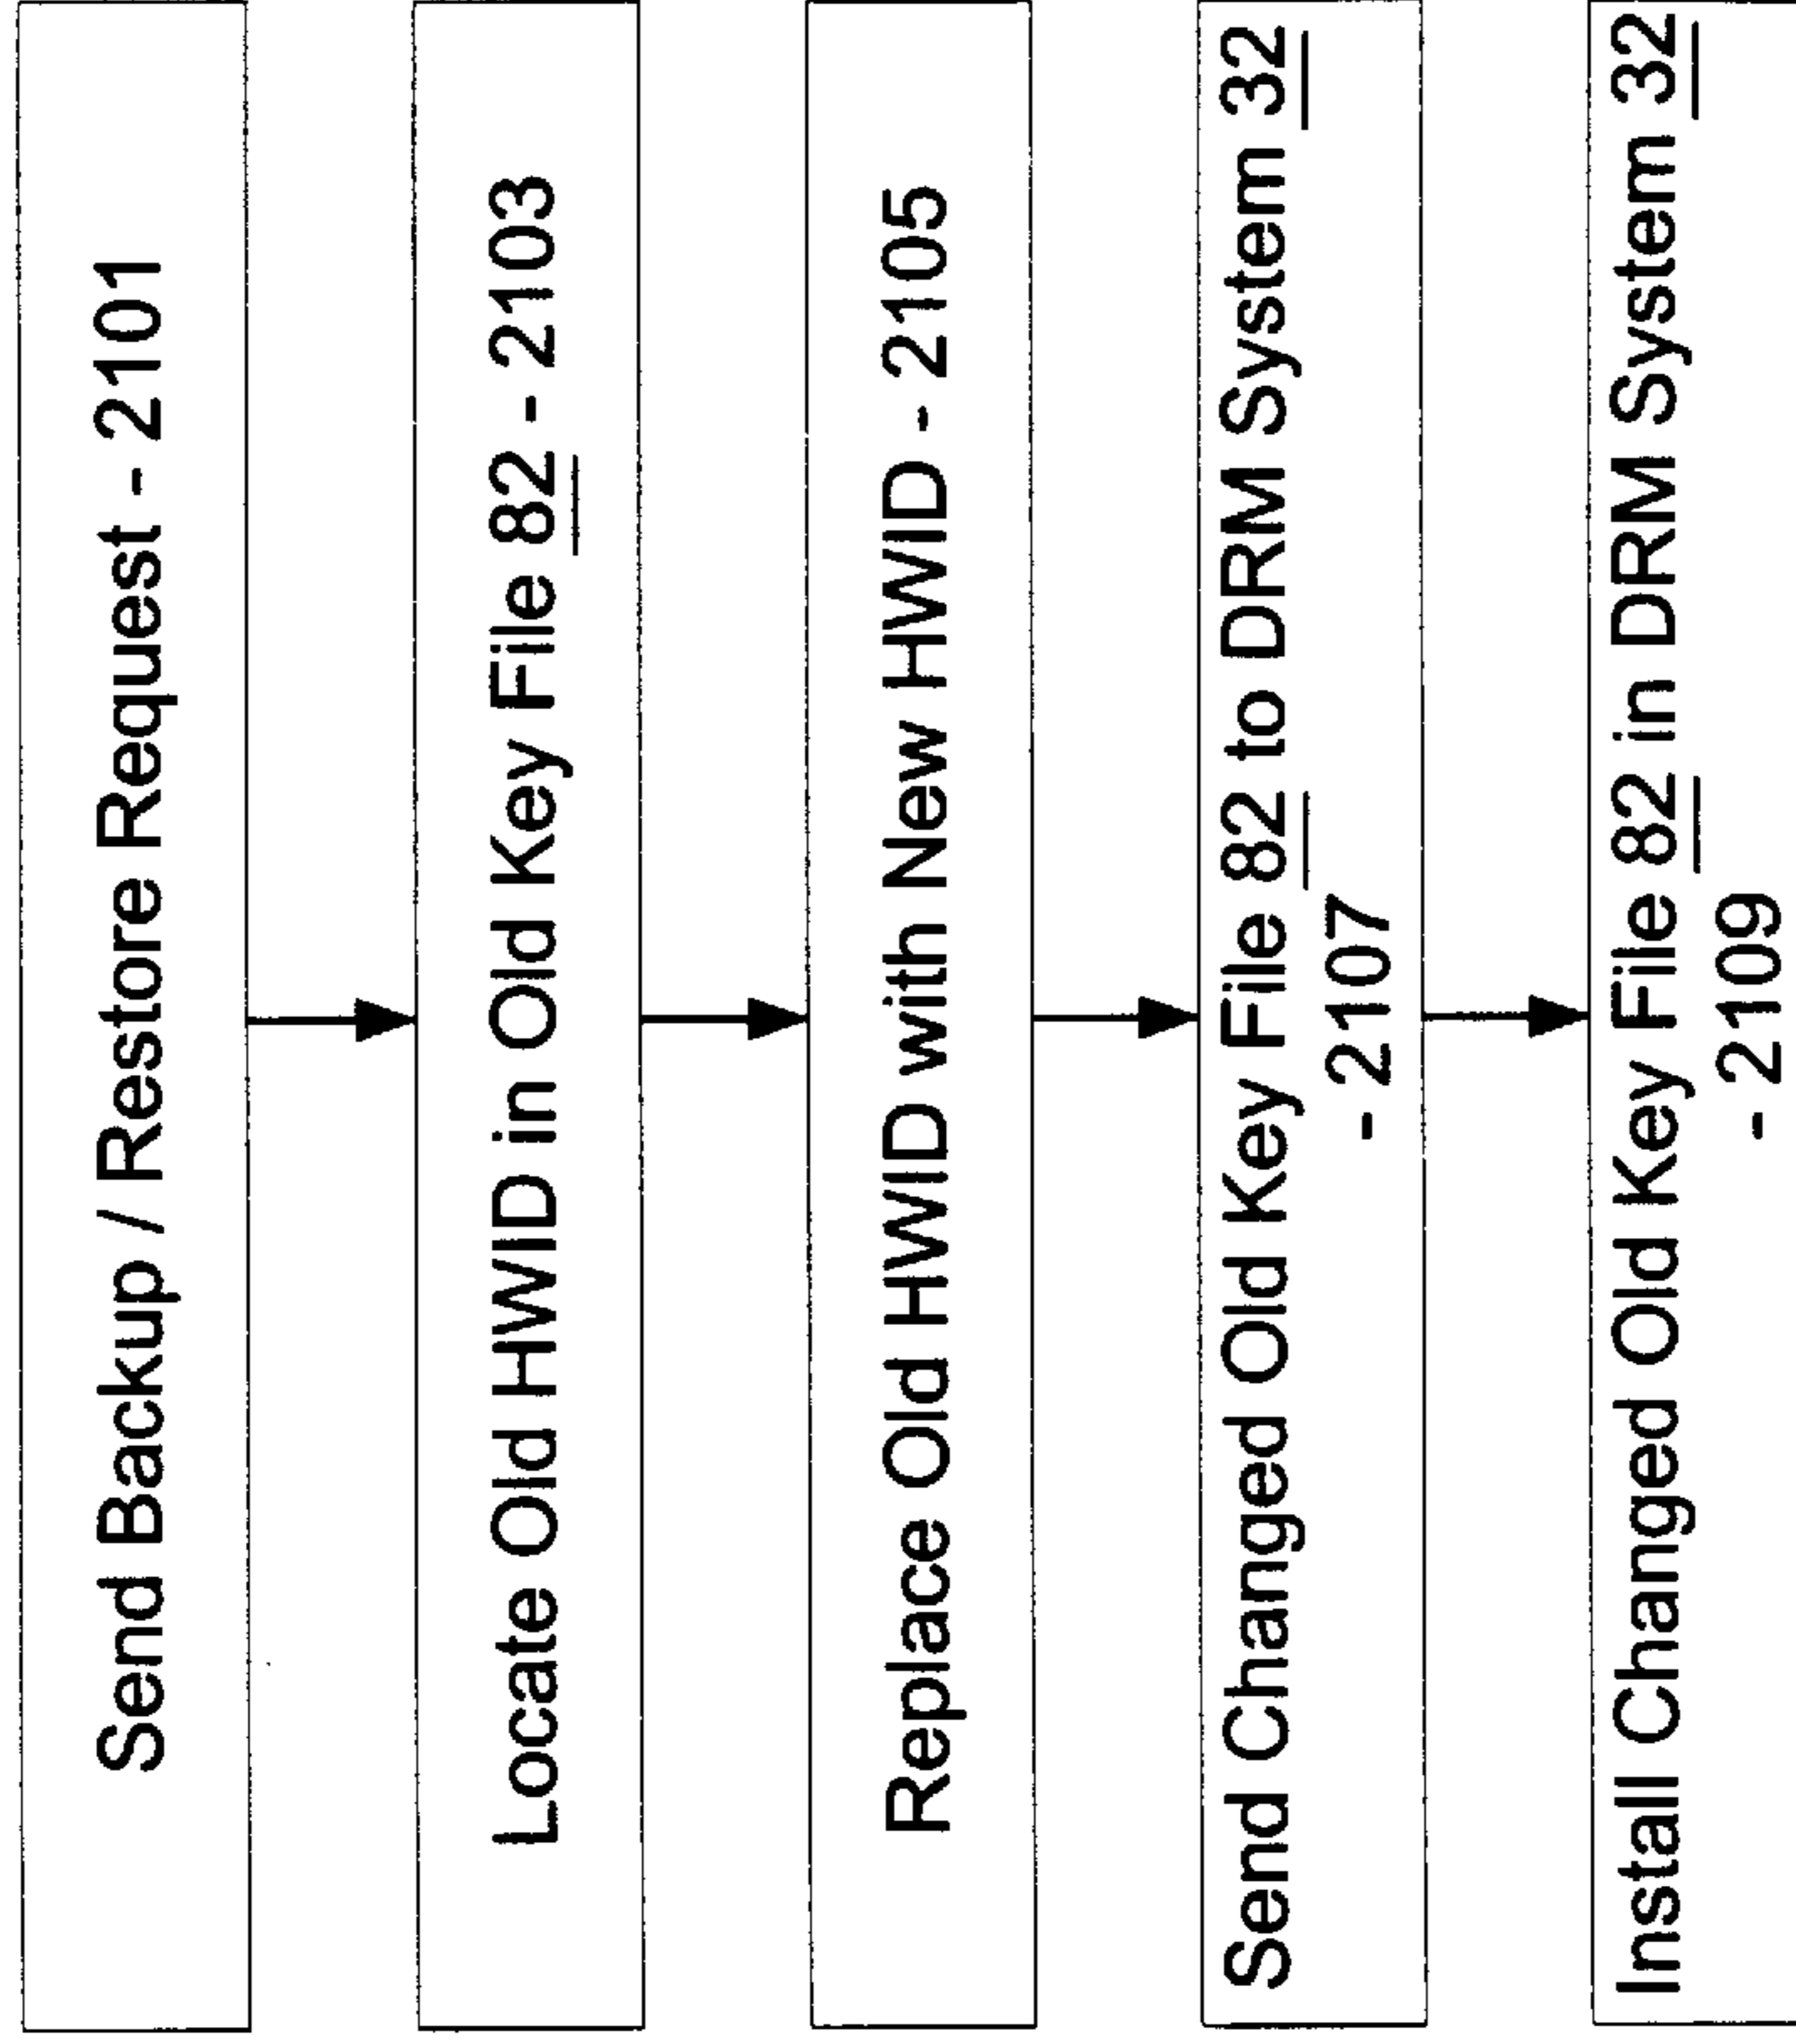 Send Backup / Restore Request - 2101
Locate Old HWID in Old Key File 82 - 2103
Replace Old HWID with New HWID - 2105
Send Changed Old Key File 82 to DRM System 32
- 2107
Install Changed Old Key File 82 in DRM System 32
- 2109